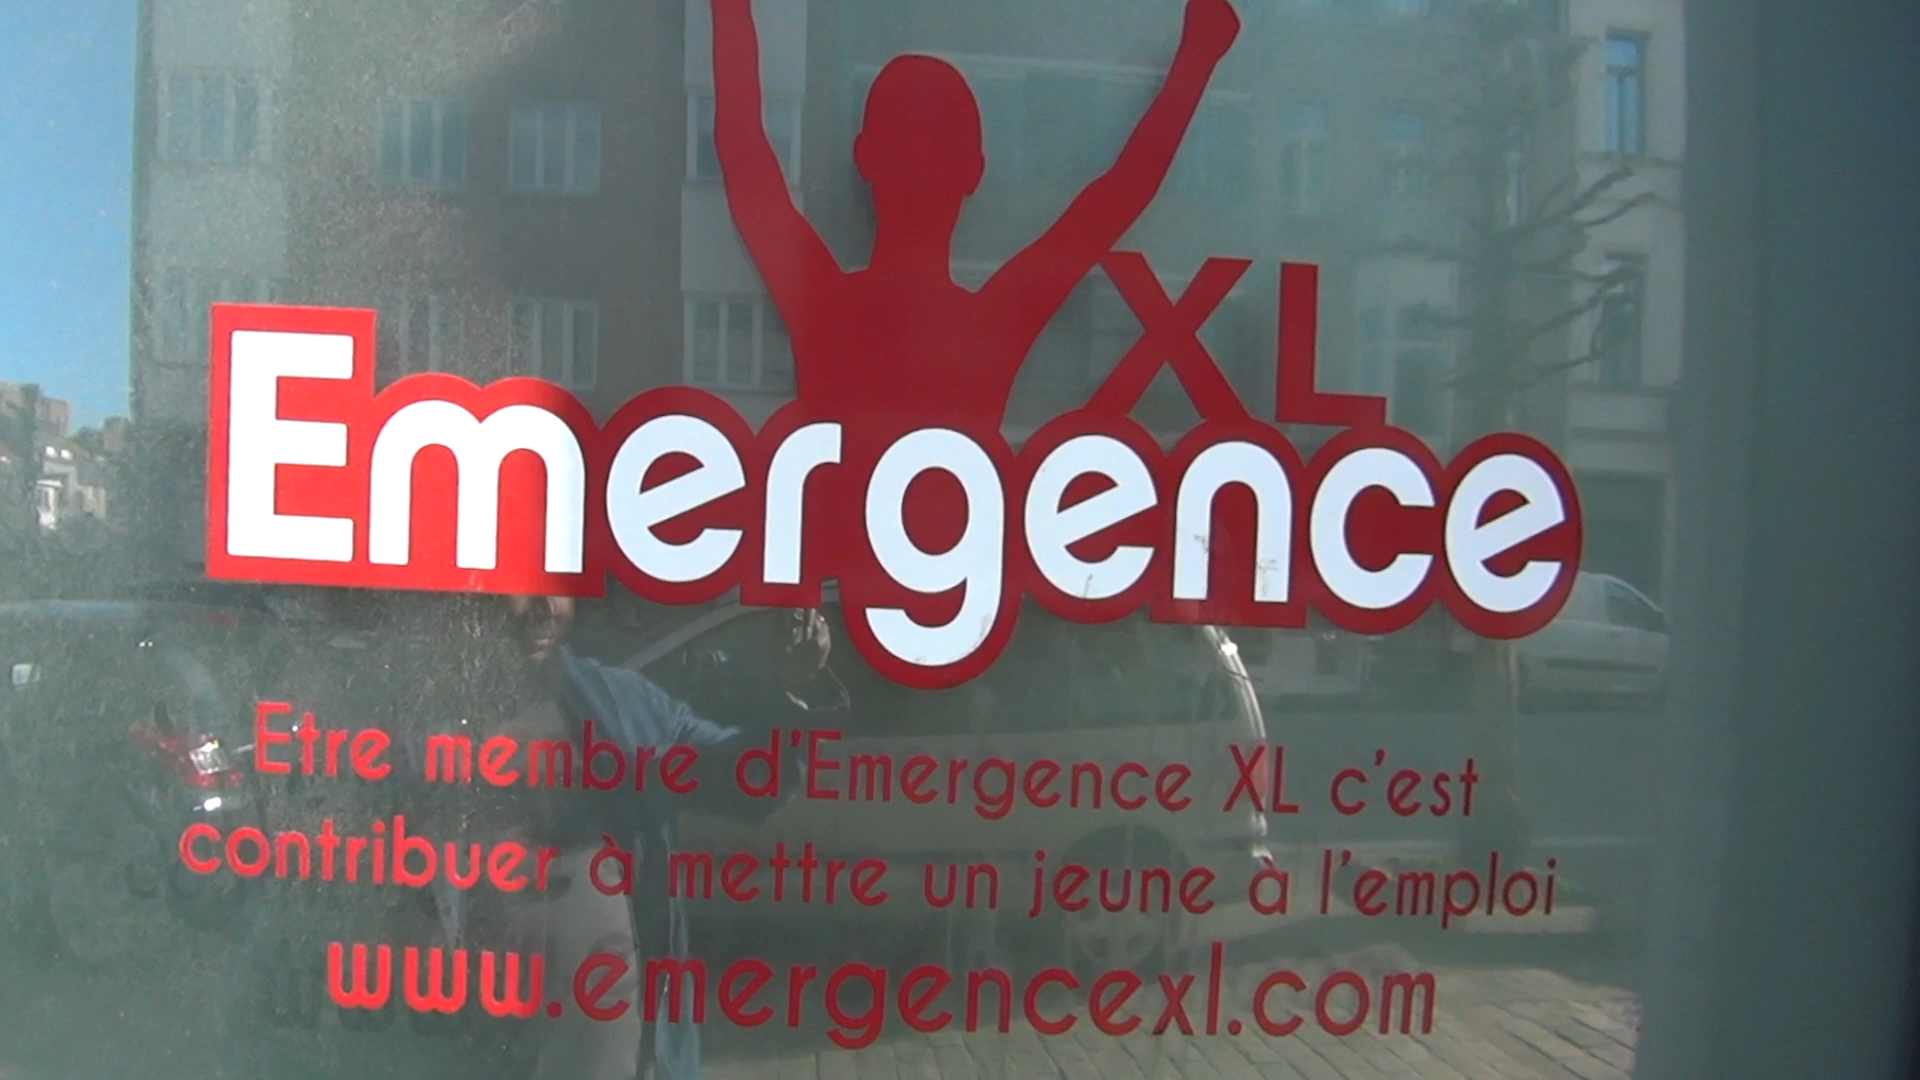 XL
Emergence
Etre membre d'Emergence XL c'est
contribuer à mettre un jeune à l'emploi
www.emergencexl.com